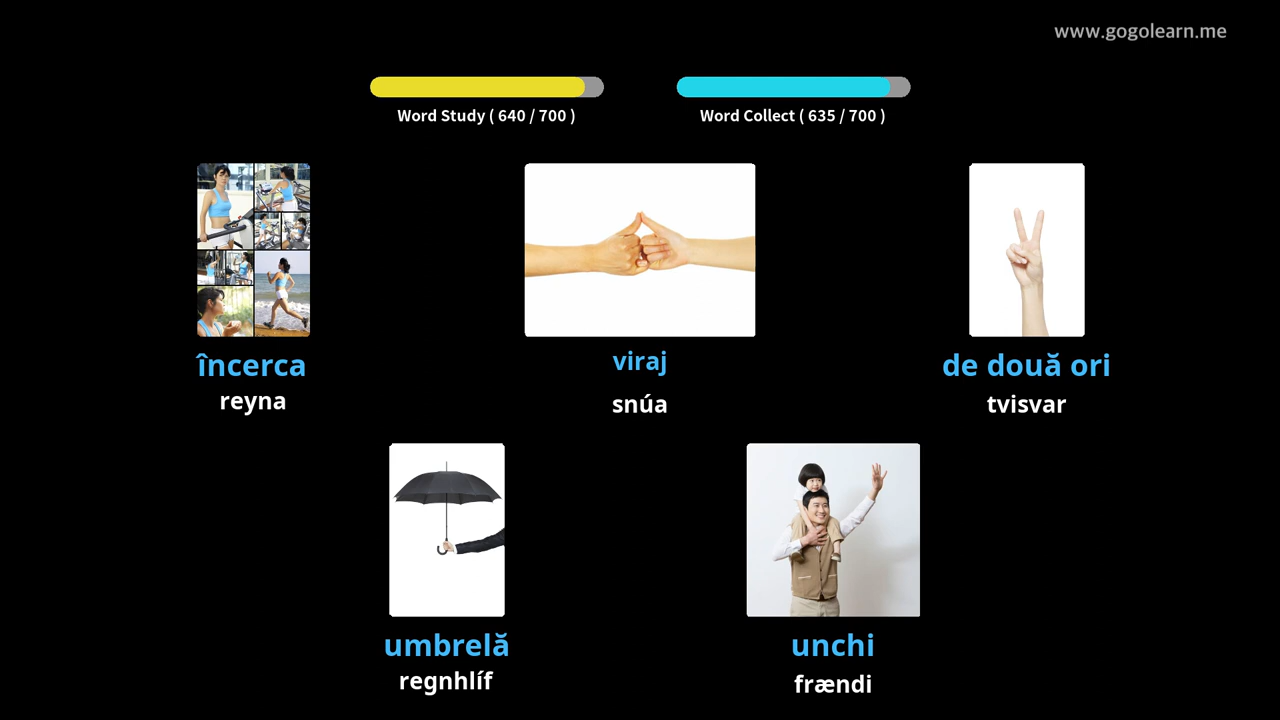 www.gogolearn.me
Word Study ( 640 / 700 )
Word Collect ( 635 / 700 )
încerca
reyna
viraj
snúa
de două ori
tvisvar
umbrelă
regnhlíf
unchi
frændi